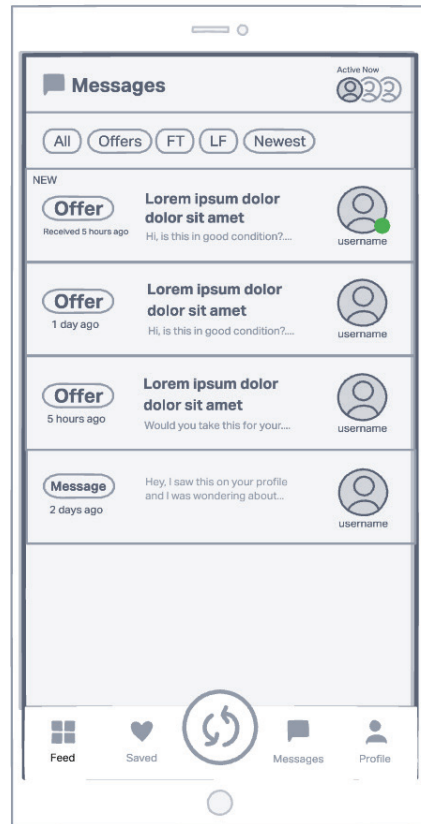 Active Now
Messages
All Offers FT LF Newest
NEW
Offer
Received 5 hours ago
Lorem ipsum dolor
dolor sit amet
Hi, is this in good condition?....
username
Offer
1 day ago
Lorem ipsum dolor
dolor sit amet
Hi, is this in good condition?....
username
Offer
5 hours ago
Lorem ipsum dolor
dolor sit amet
Would you take this for your....
username
Message
2 days ago
Hey, I saw this on your profile
and I was wondering about...
username
Feed Saved Messages Profile